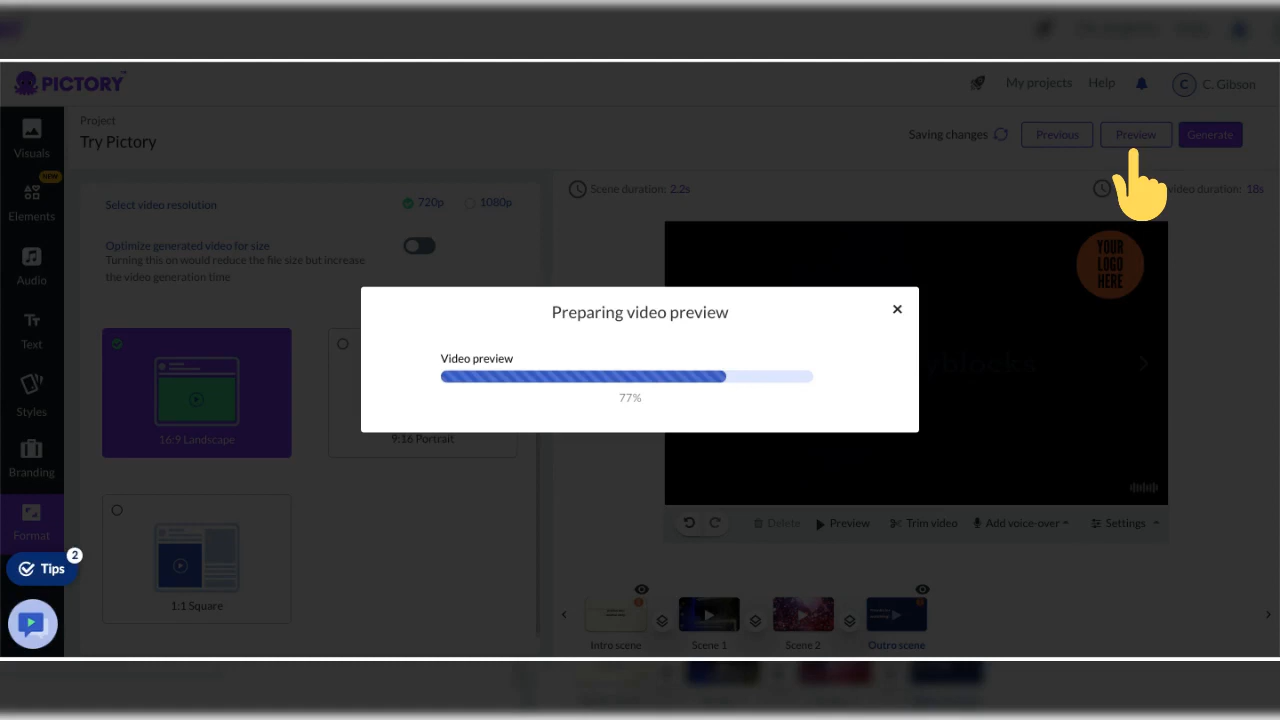 PICTORY™
My projects
Help
C
C. Gibson
Project
Try Pictory
Saving changes
Previous
Preview
Generate
Visuals
NEW
Elements
Audio
Text
Styles
Branding
Format
Tips
2
Select video resolution
720p
1080p
Optimize generated video for size
Turning this on would reduce the file size but increase
the video generation time
16:9 Landscape
9:16 Portrait
1:1 Square
Scene duration: 2.2s
video duration: 18s
YOUR
LOGO
HERE
yblocks
Preparing video preview
Video preview
77%
Delete
Preview
Trim video
Add voice-over
Settings
Intro scene
Scene 1
Scene 2
Outro scene